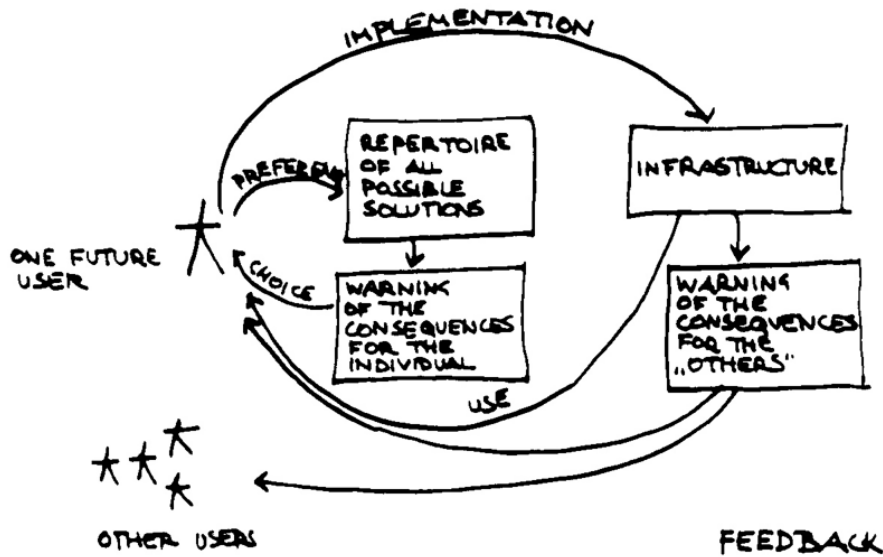 IMPLEMENTATION
PREFERENCE
REPERTOIRE
OF ALL
POSSIBLE
SOLUTIONS
INFRASTRUCTURE
ONE FUTURE
USER
CHOICE
WARNING
OF THE
CONSEQUENCES
FOR THE
INDIVIDUAL
WARNING
OF THE
CONSEQUENCES
FOR THE
„OTHERS"
USE
OTHER USERS
FEEDBACK